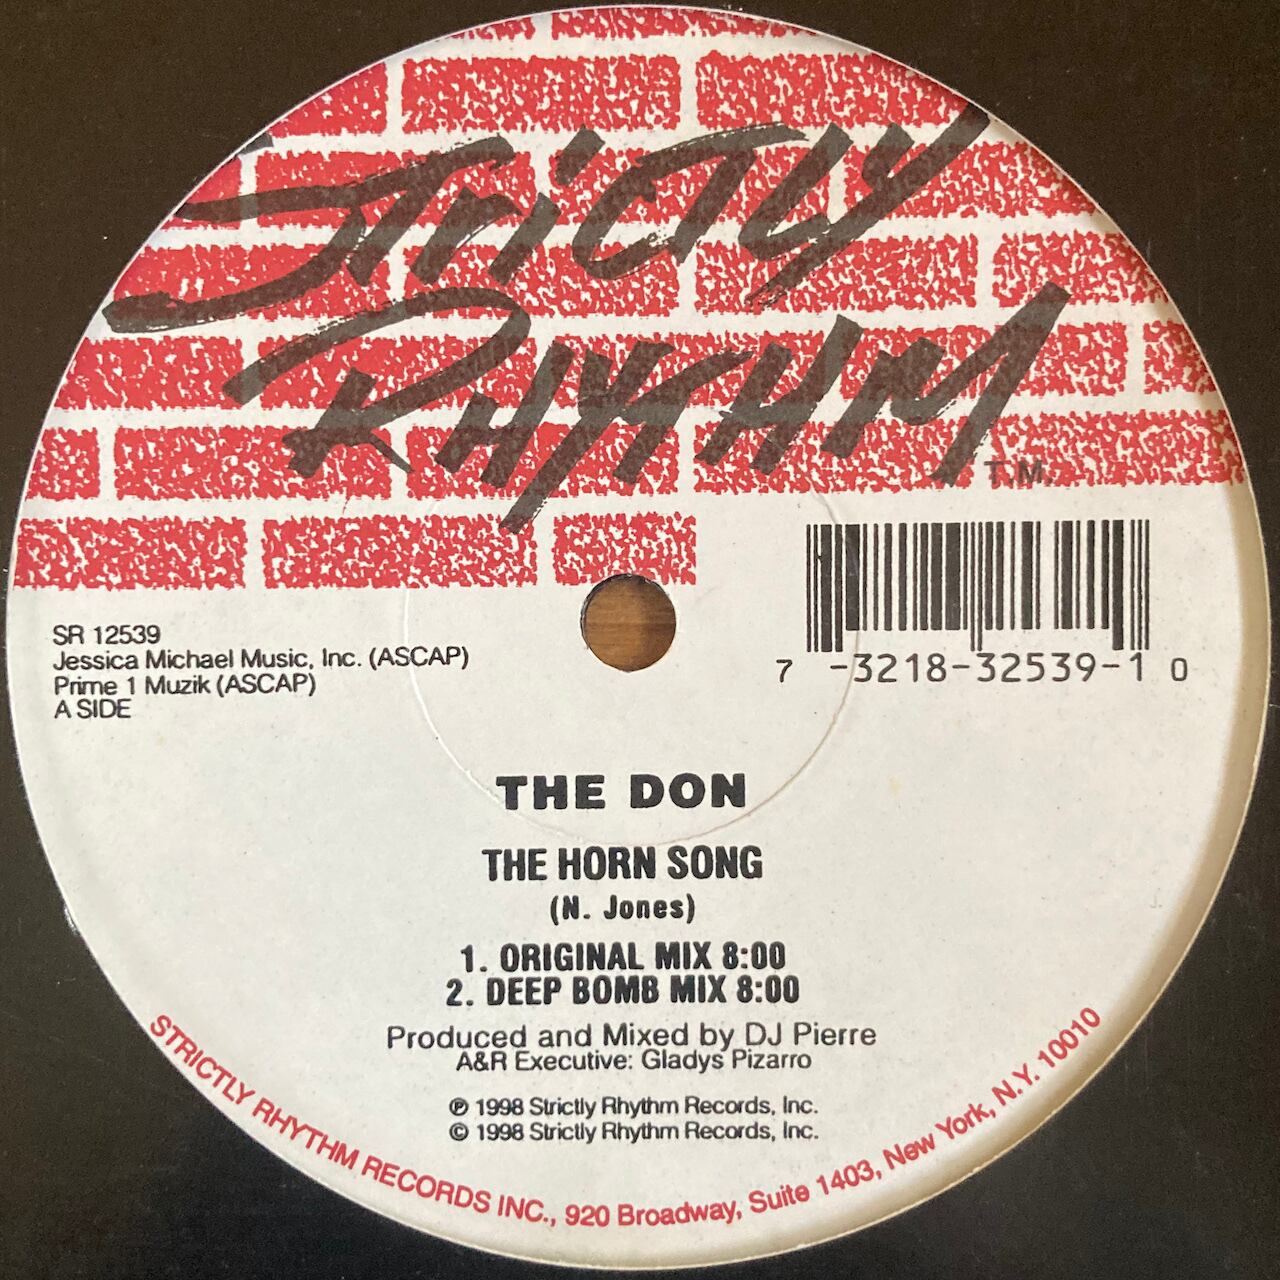 STRICTLY
RHYTHM
T.M.
7 -3218-32539-1 0
SR 12539
Jessica Michael Music, Inc. (ASCAP)
Prime 1 Muzik (ASCAP)
A SIDE
THE DON
THE HORN SONG
(N. Jones)
1. ORIGINAL MIX 8:00
2. DEEP BOMB MIX 8:00
Produced and Mixed by DJ Pierre
A&R Executive: Gladys Pizarro
℗ 1998 Strictly Rhythm Records, Inc.
© 1998 Strictly Rhythm Records, Inc.
STRICTLY RHYTHM RECORDS INC., 920 Broadway, Suite 1403, New York, N.Y. 10010